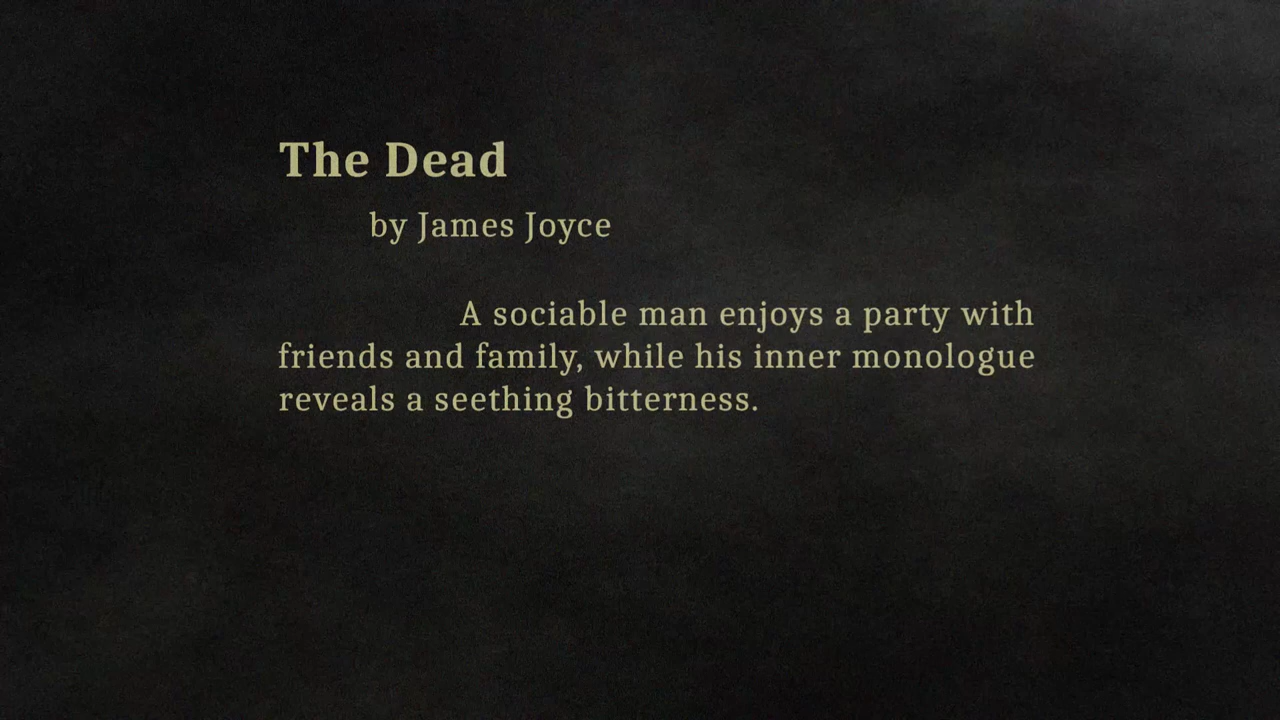 The Dead
by James Joyce
A sociable man enjoys a party with
friends and family, while his inner monologue
reveals a seething bitterness.